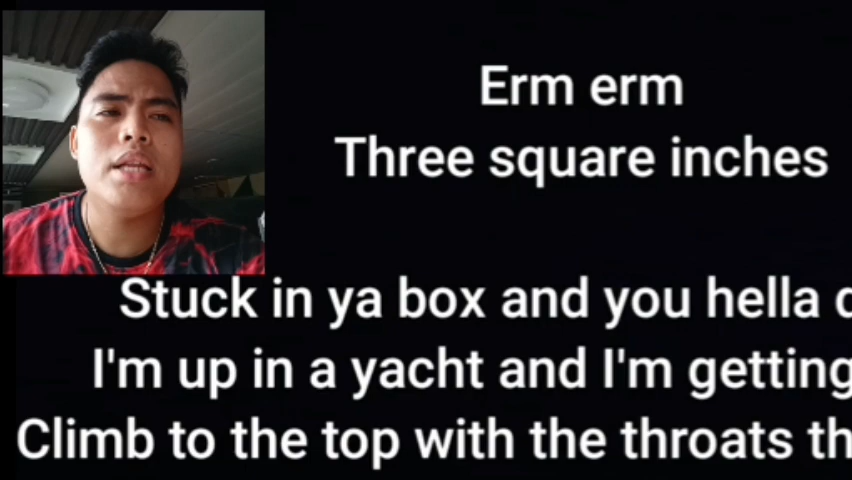 Erm erm
Three square inches
Stuck in ya box and you hella
I'm up in a yacht and I'm getting
Climb to the top with the throats